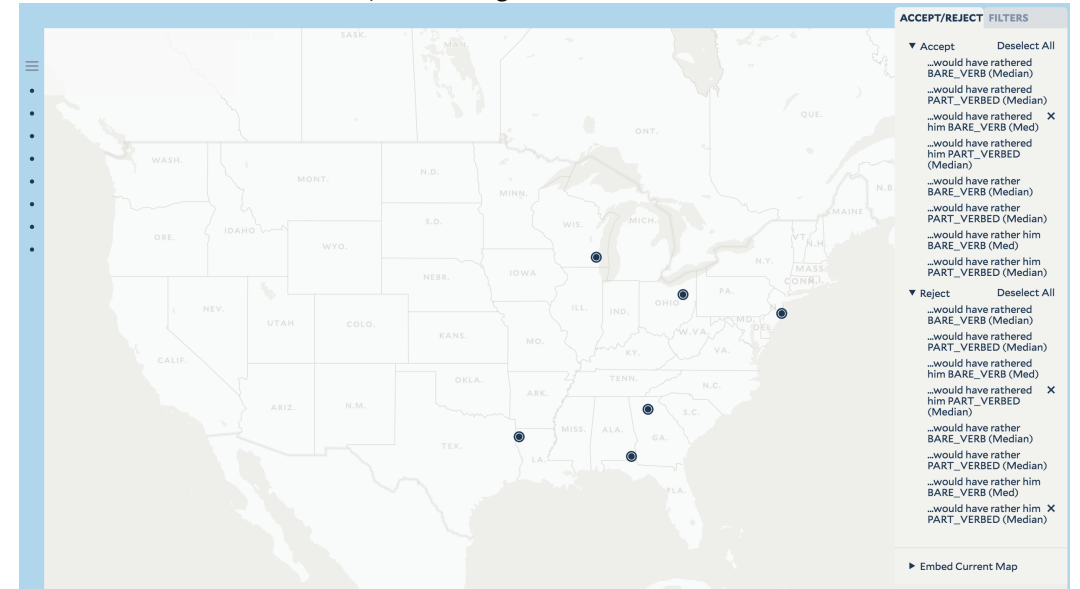 ACCEPT/REJECT FILTERS
▼ Accept Deselect All
...would have rathered
BARE_VERB (Median)
...would have rathered
PART_VERBED (Median)
...would have rathered ✕
him BARE_VERB (Med)
...would have rathered
him PART_VERBED
(Median)
...would have rather
BARE_VERB (Median)
...would have rather
PART_VERBED (Median)
...would have rather him
BARE_VERB (Med)
...would have rather him
PART_VERBED (Median)
▼ Reject Deselect All
...would have rathered
BARE_VERB (Median)
...would have rathered
PART_VERBED (Median)
...would have rathered
him BARE_VERB (Med)
...would have rathered ✕
him PART_VERBED
(Median)
...would have rather
BARE_VERB (Median)
...would have rather
PART_VERBED (Median)
...would have rather him
BARE_VERB (Med)
...would have rather him ✕
PART_VERBED (Median)
▶ Embed Current Map
SASK.
MAN.
ONT.
QUE.
N.B.
WASH.
MONT.
N.D.
MINN.
WIS.
MICH.
MAINE
ORE.
IDAHO
S.D.
WYO.
VT.
N.H.
N.Y.
MASS.
CONN.
R.I.
IOWA
NEBR.
PA.
OHIO
ILL.
IND.
NEV.
UTAH
COLO.
KANS.
MO.
W.VA.
MD.
DEL.
VA.
KY.
CALIF.
OKLA.
TENN.
N.C.
ARK.
ARIZ.
N.M.
S.C.
MISS.
ALA.
GA.
TEX.
LA.
FLA.